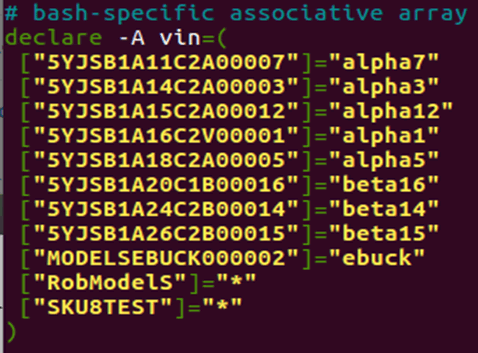 # bash-specific associative array
declare -A vin=(
["5YJSB1A11C2A00007"]="alpha7"
["5YJSB1A14C2A00003"]="alpha3"
["5YJSB1A15C2A00012"]="alpha12"
["5YJSB1A16C2V00001"]="alpha1"
["5YJSB1A18C2A00005"]="alpha5"
["5YJSB1A20C1B00016"]="beta16"
["5YJSB1A24C2B00014"]="beta14"
["5YJSB1A26C2B00015"]="beta15"
["MODELSEBUCK000002"]="ebuck"
["RobModelS"]="*"
["SKU8TEST"]="*"
)